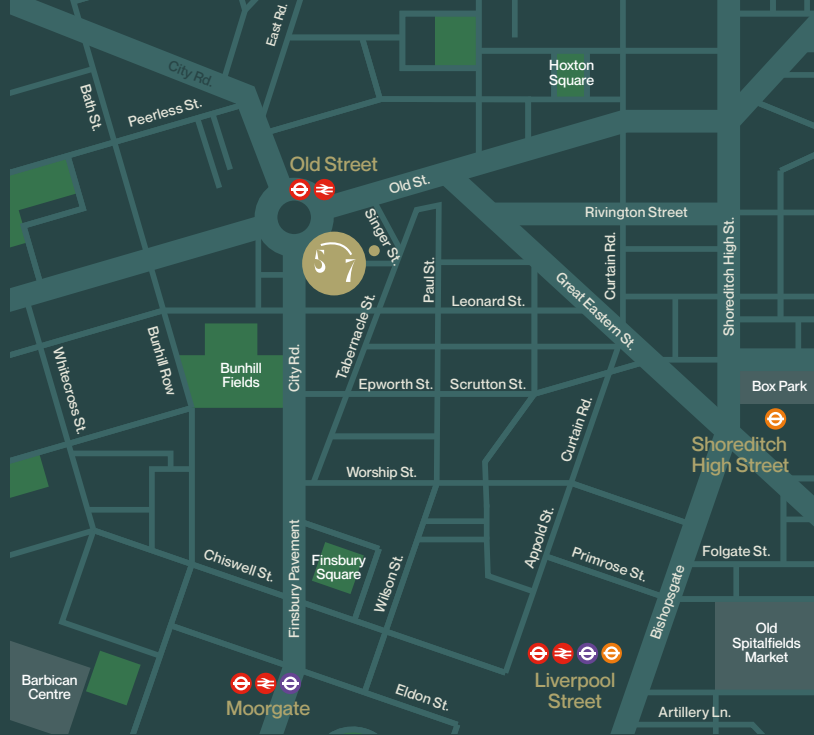 East Rd.
City Rd.
Hoxton
Square
Bath St.
Peerless St.
Old Street
Old St.
Singer St.
Rivington Street
57
Paul St.
Curtain Rd.
Shoreditch High St.
Great Eastern St.
Leonard St.
Tabernacle St.
Whitecross St.
Bunhill Row
Bunhill
Fields
City Rd.
Epworth St.
Scrutton St.
Box Park
Curtain Rd.
Shoreditch
High Street
Worship St.
Finsbury Pavement
Chiswell St.
Finsbury
Square
Wilson St.
Appold St.
Primrose St.
Folgate St.
Bishopsgate
Old
Spitalfields
Market
Barbican
Centre
Moorgate
Eldon St.
Liverpool
Street
Artillery Ln.